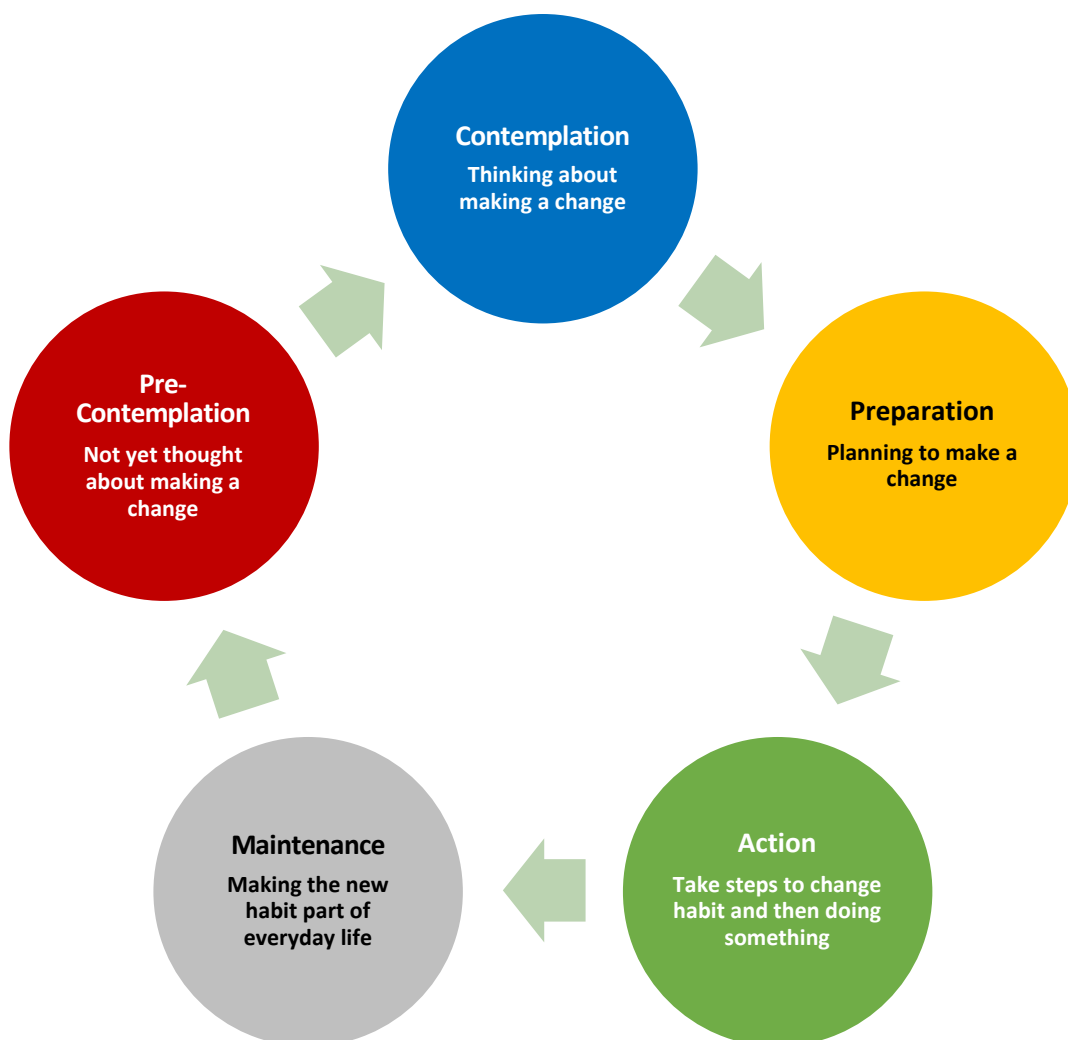 Contemplation
Thinking about
making a change
Preparation
Planning to make a
change
Action
Take steps to change
habit and then doing
something
Maintenance
Making the new
habit part of
everyday life
Pre-
Contemplation
Not yet thought
about making a
change